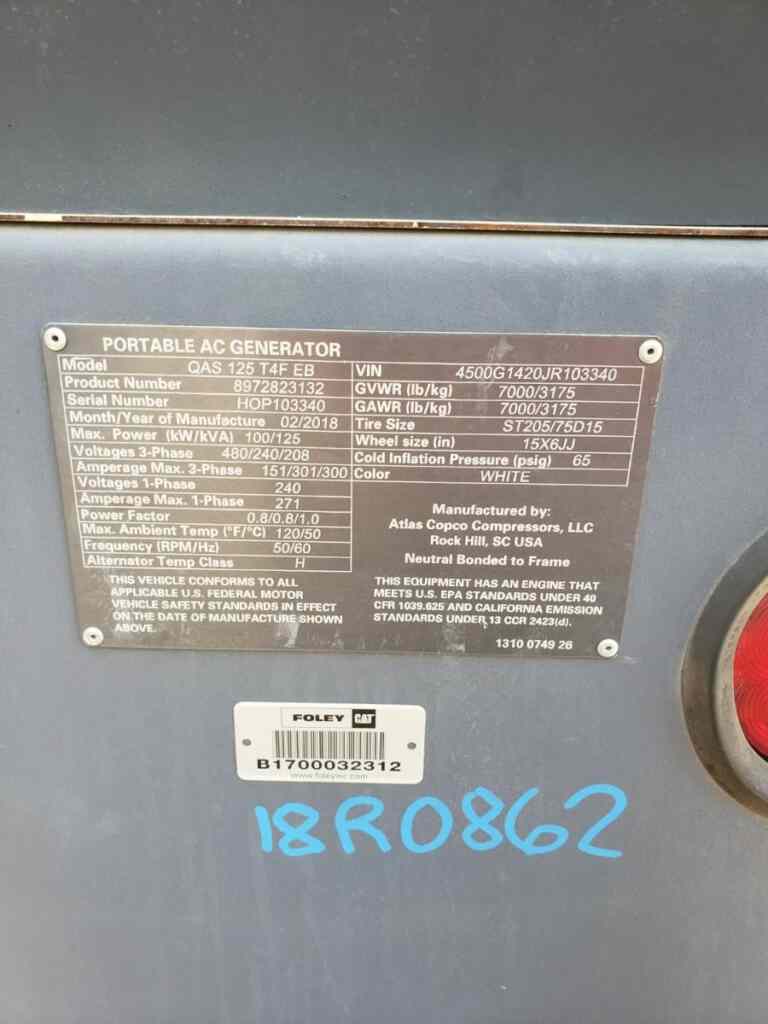 PORTABLE AC GENERATOR
Model QAS 125 T4F EB
Product Number 8972823132
Serial Number HOP103340
Month/Year of Manufacture 02/2018
Max. Power (kW/kVA) 100/125
Voltages 3-Phase 480/240/208
Amperage Max. 3-Phase 151/301/300
Voltages 1-Phase 240
Amperage Max. 1-Phase 271
Power Factor 0.8/0.8/1.0
Max. Ambient Temp (°F/°C) 120/50
Frequency (RPM/Hz) 50/60
Alternator Temp Class H
VIN 4500G1420JR103340
GVWR (lb/kg) 7000/3175
GAWR (lb/kg) 7000/3175
Tire Size ST205/75D15
Wheel size (in) 15X6JJ
Cold Inflation Pressure (psig) 65
Color WHITE
Manufactured by:
Atlas Copco Compressors, LLC
Rock Hill, SC USA
Neutral Bonded to Frame
THIS VEHICLE CONFORMS TO ALL
APPLICABLE U.S. FEDERAL MOTOR
VEHICLE SAFETY STANDARDS IN EFFECT
ON THE DATE OF MANUFACTURE SHOWN
ABOVE.
THIS EQUIPMENT HAS AN ENGINE THAT
MEETS U.S. EPA STANDARDS UNDER 40
CFR 1039.625 AND CALIFORNIA EMISSION
STANDARDS UNDER 13 CCR 2423(d).
1310 0749 26
FOLEY CAT
B1700032312
www.foleyinc.com
18R0862